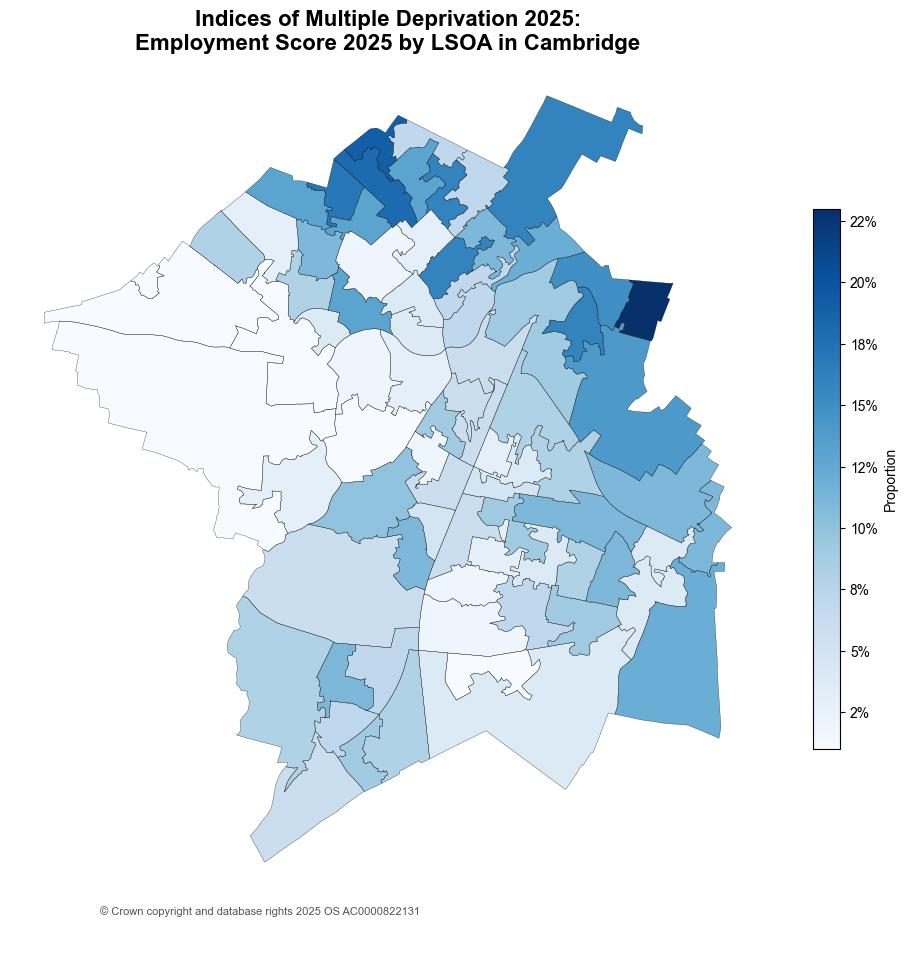 Indices of Multiple Deprivation 2025:
Employment Score 2025 by LSOA in Cambridge
22%
20%
18%
15%
12%
10%
8%
5%
2%
Proportion
© Crown copyright and database rights 2025 OS AC0000822131